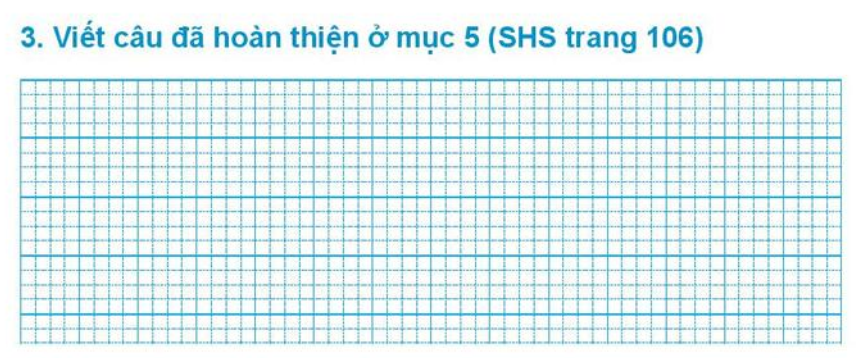 3. Viết câu đã hoàn thiện ở mục 5 (SHS trang 106)